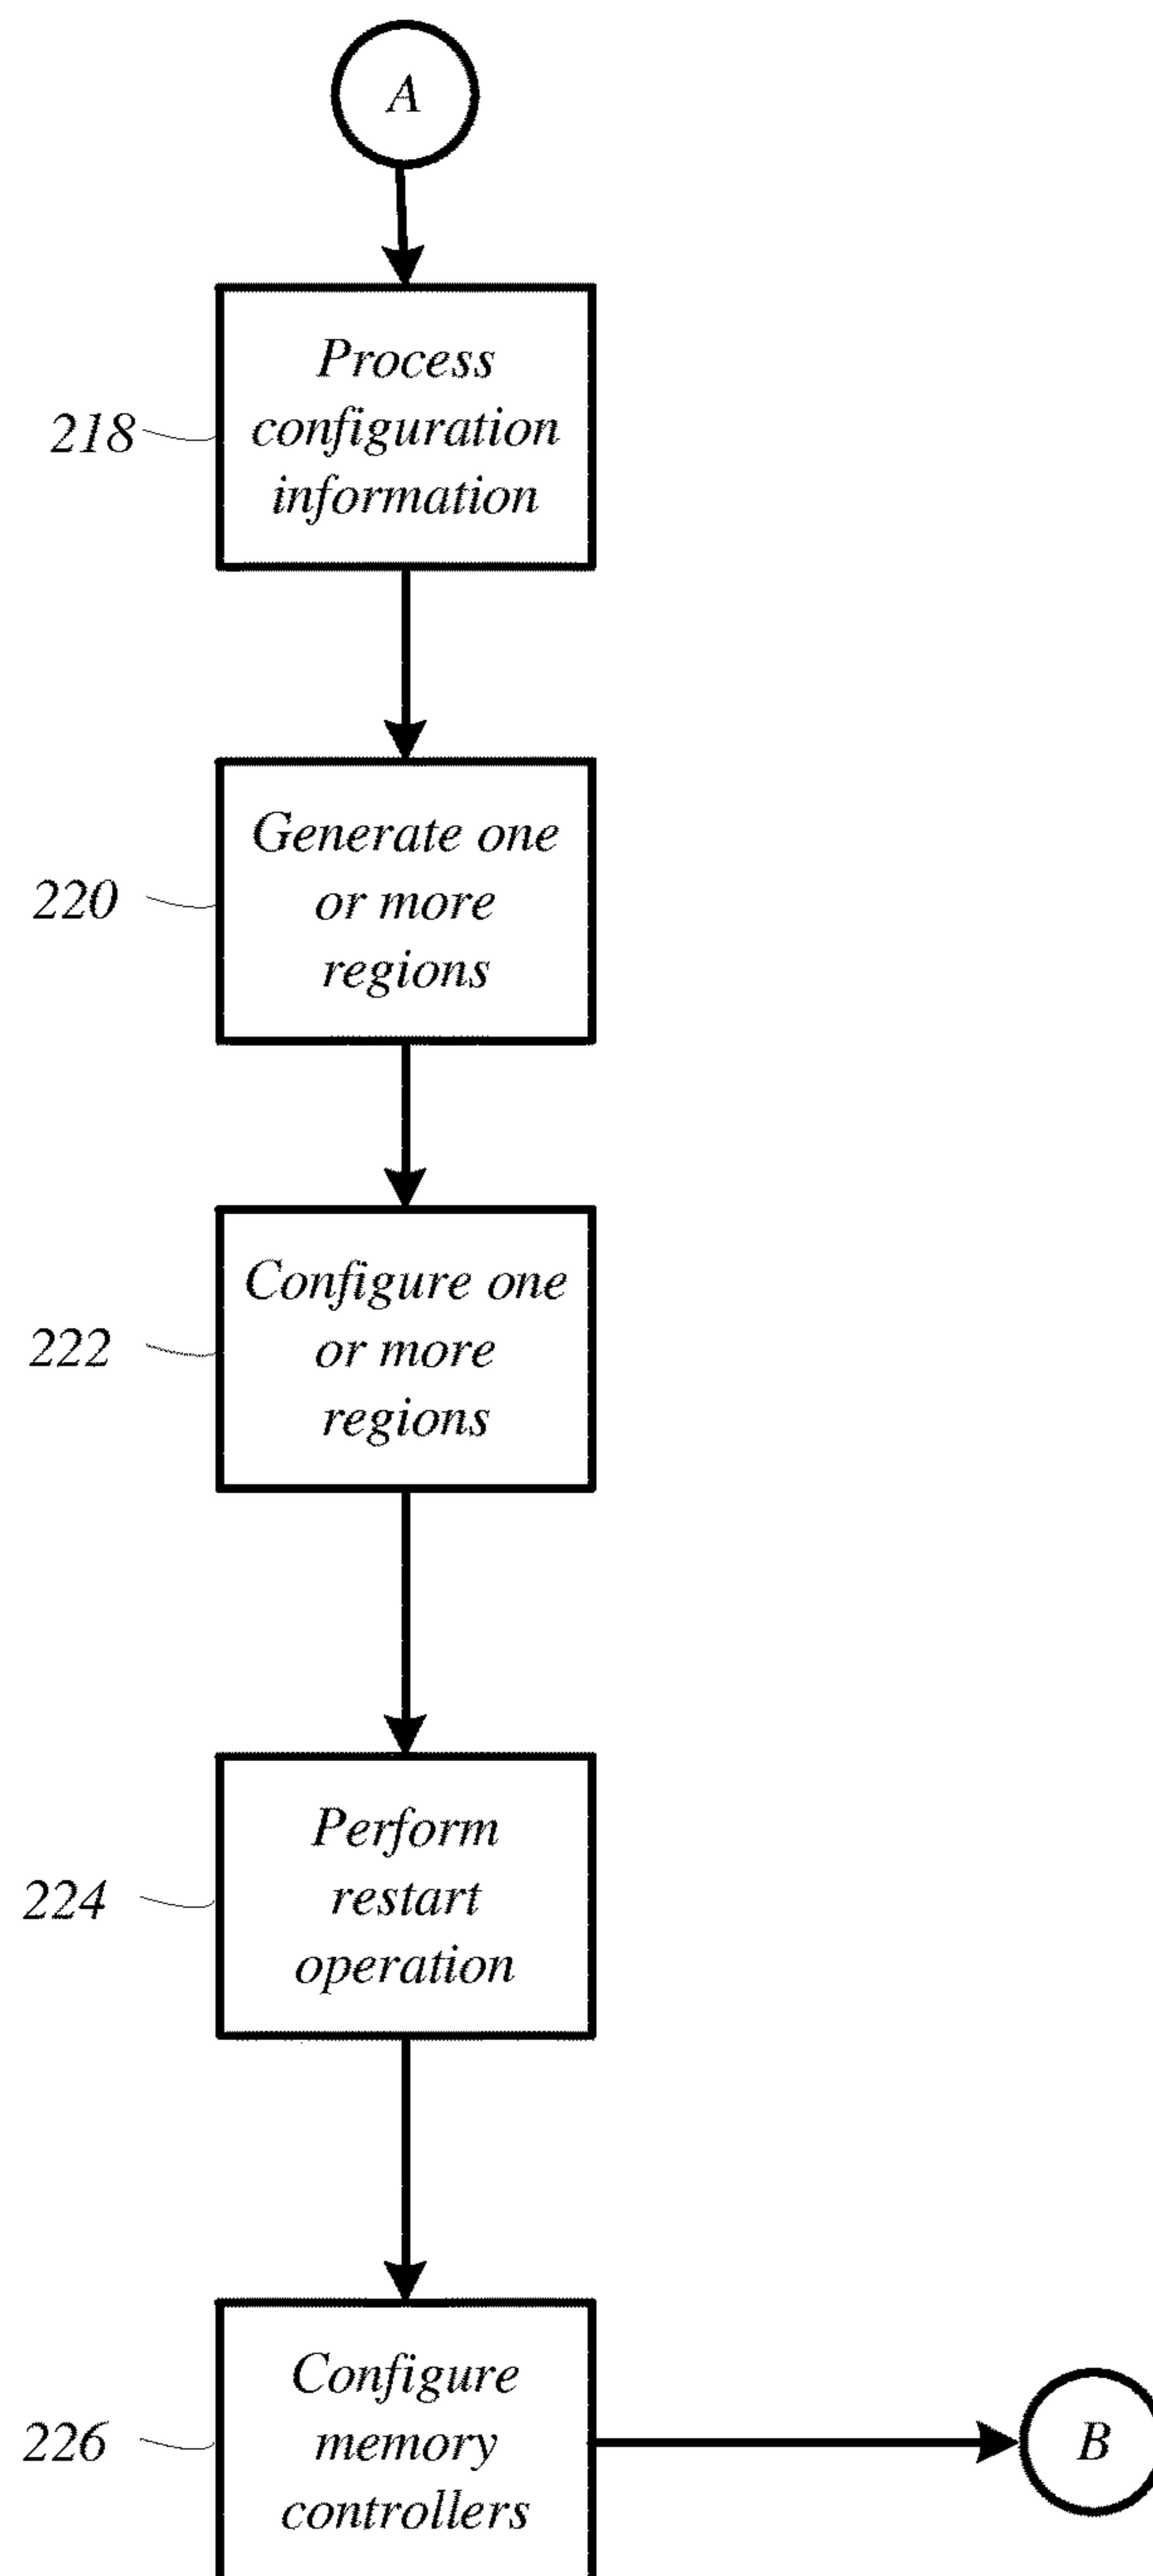 A
Process
configuration
information
218
Generate one
or more
regions
220
Configure one
or more
regions
222
Perform
restart
operation
224
Configure
memory
controllers
226
B